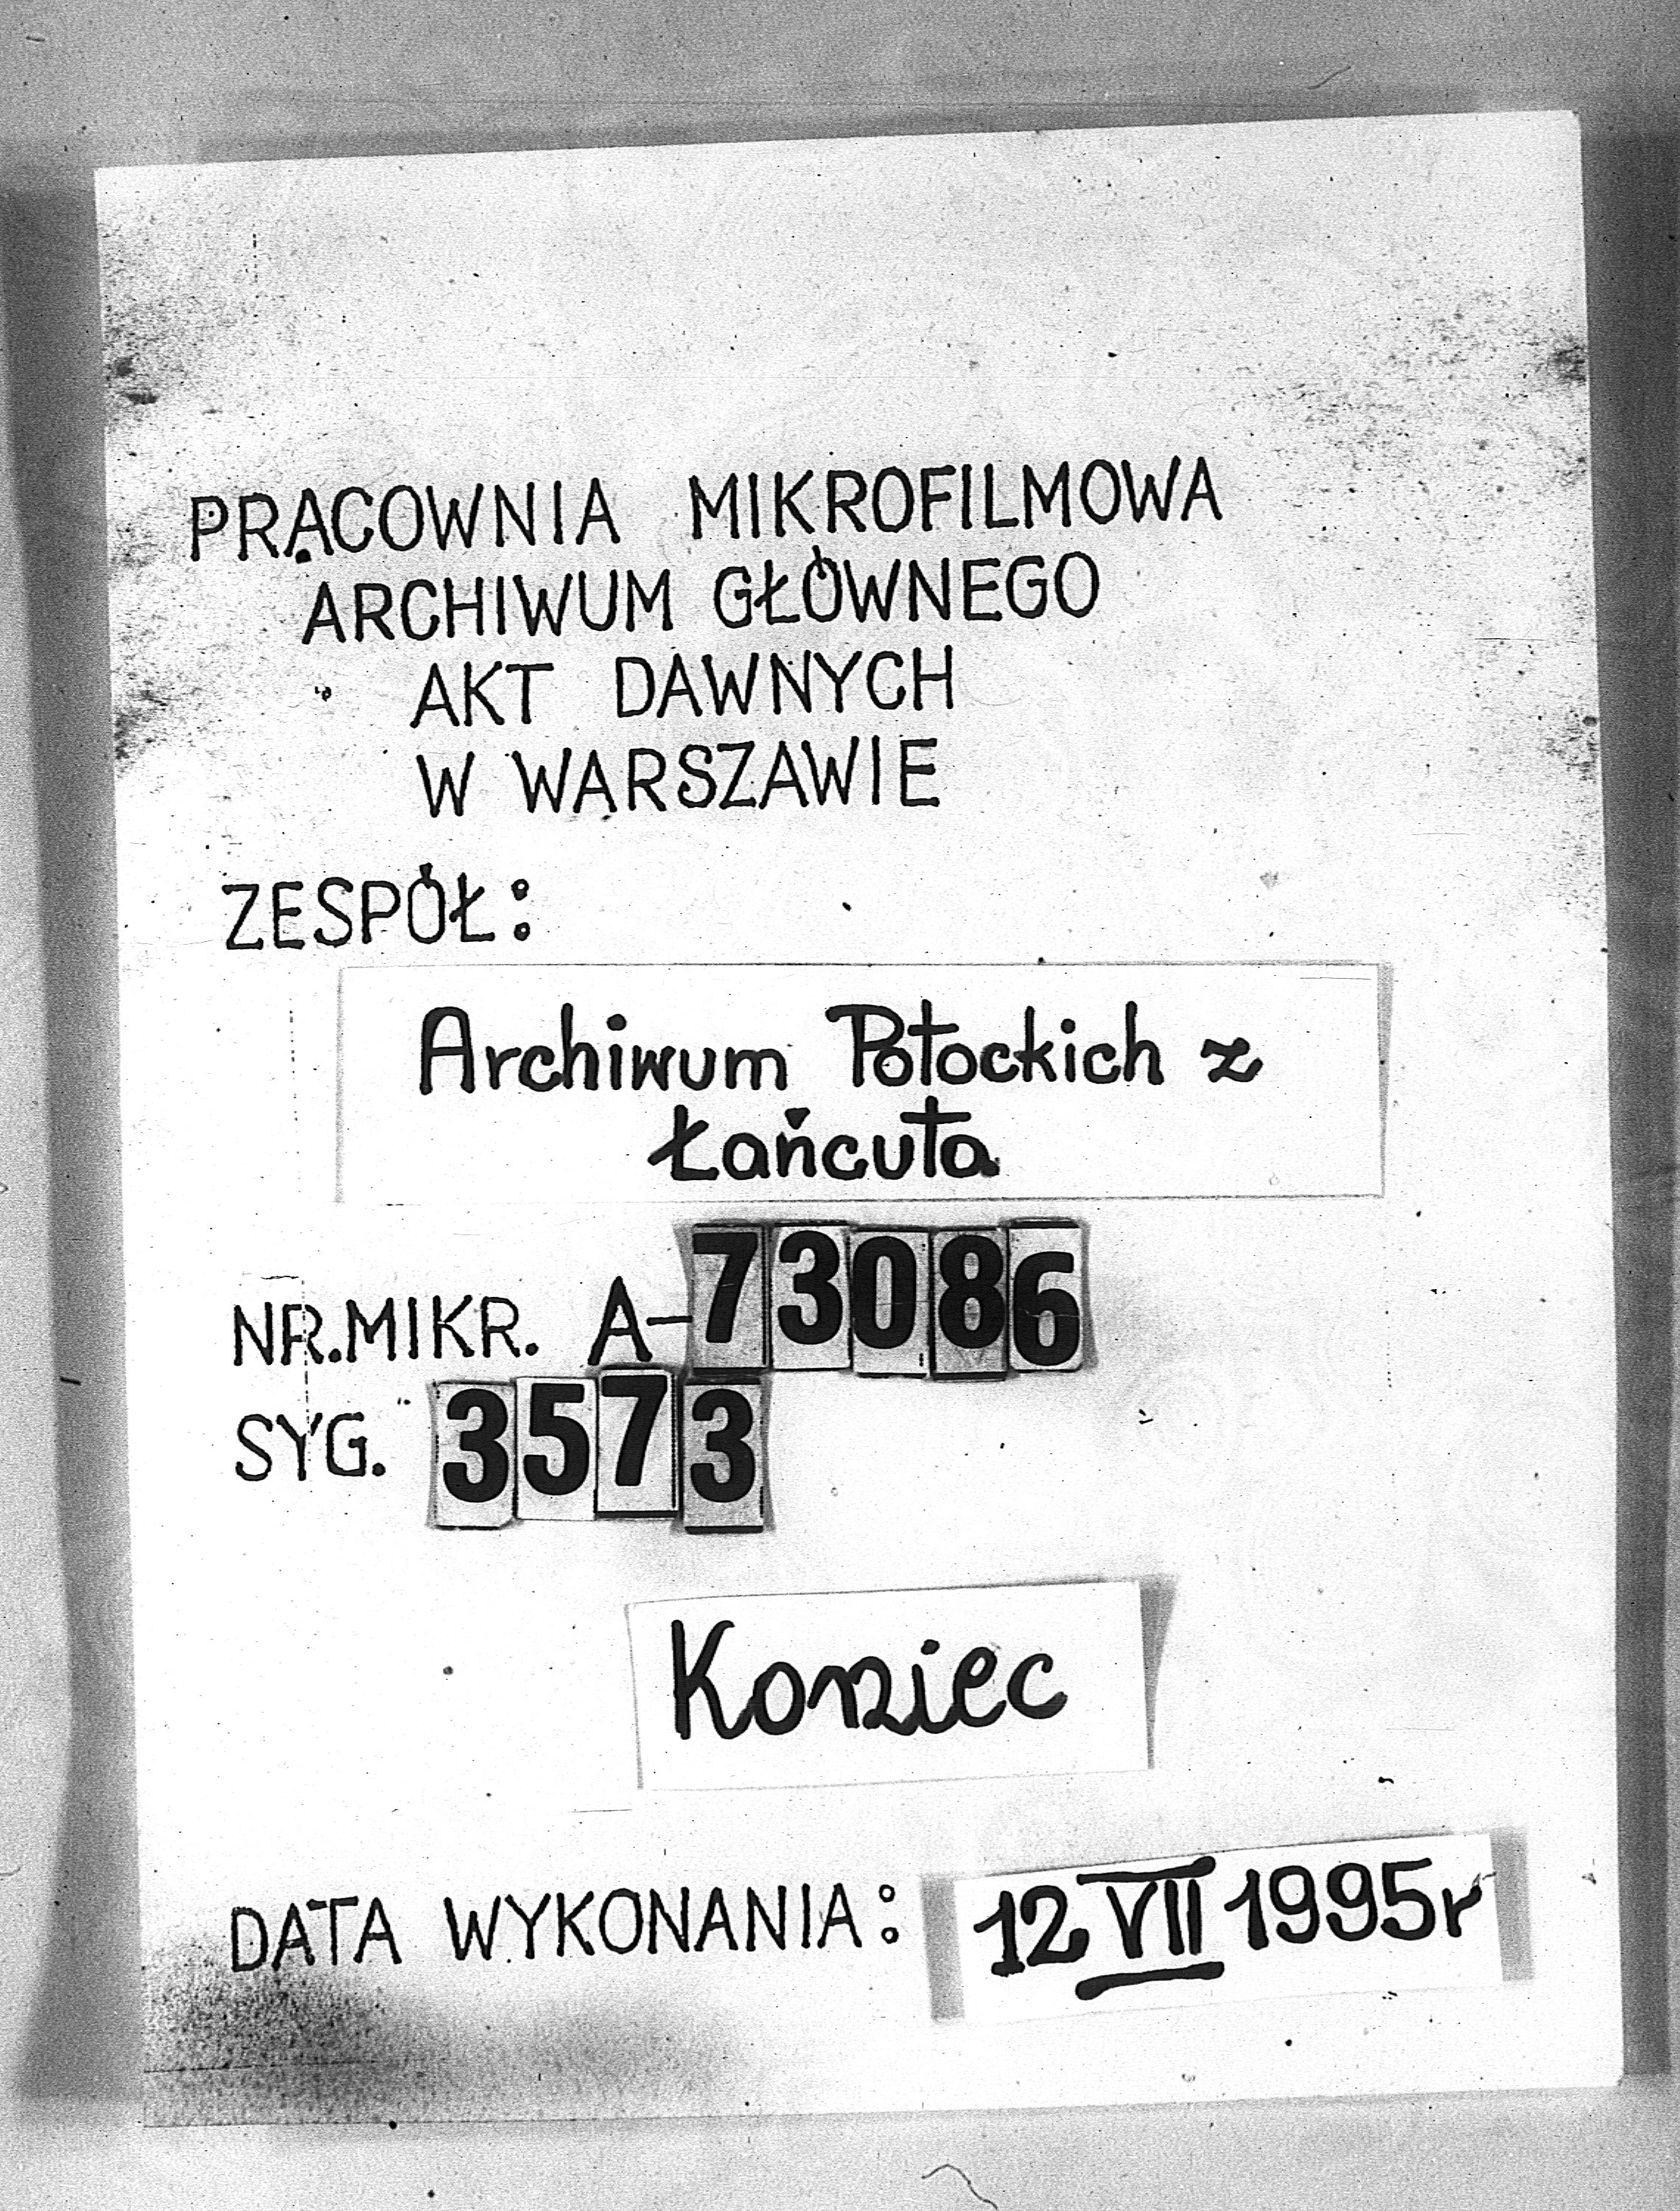 PRACOWNIA MIKROFILMOWA
ARCHIWUM GŁÓWNEGO
AKT DAWNYCH
W WARSZAWIE
ZESPÓŁ:
Archiwum Potockich z
Łańcuta
NR.MIKR. A-73086
SYG. 3573
Koniec
DATA WYKONANIA: 12 VII 1995r